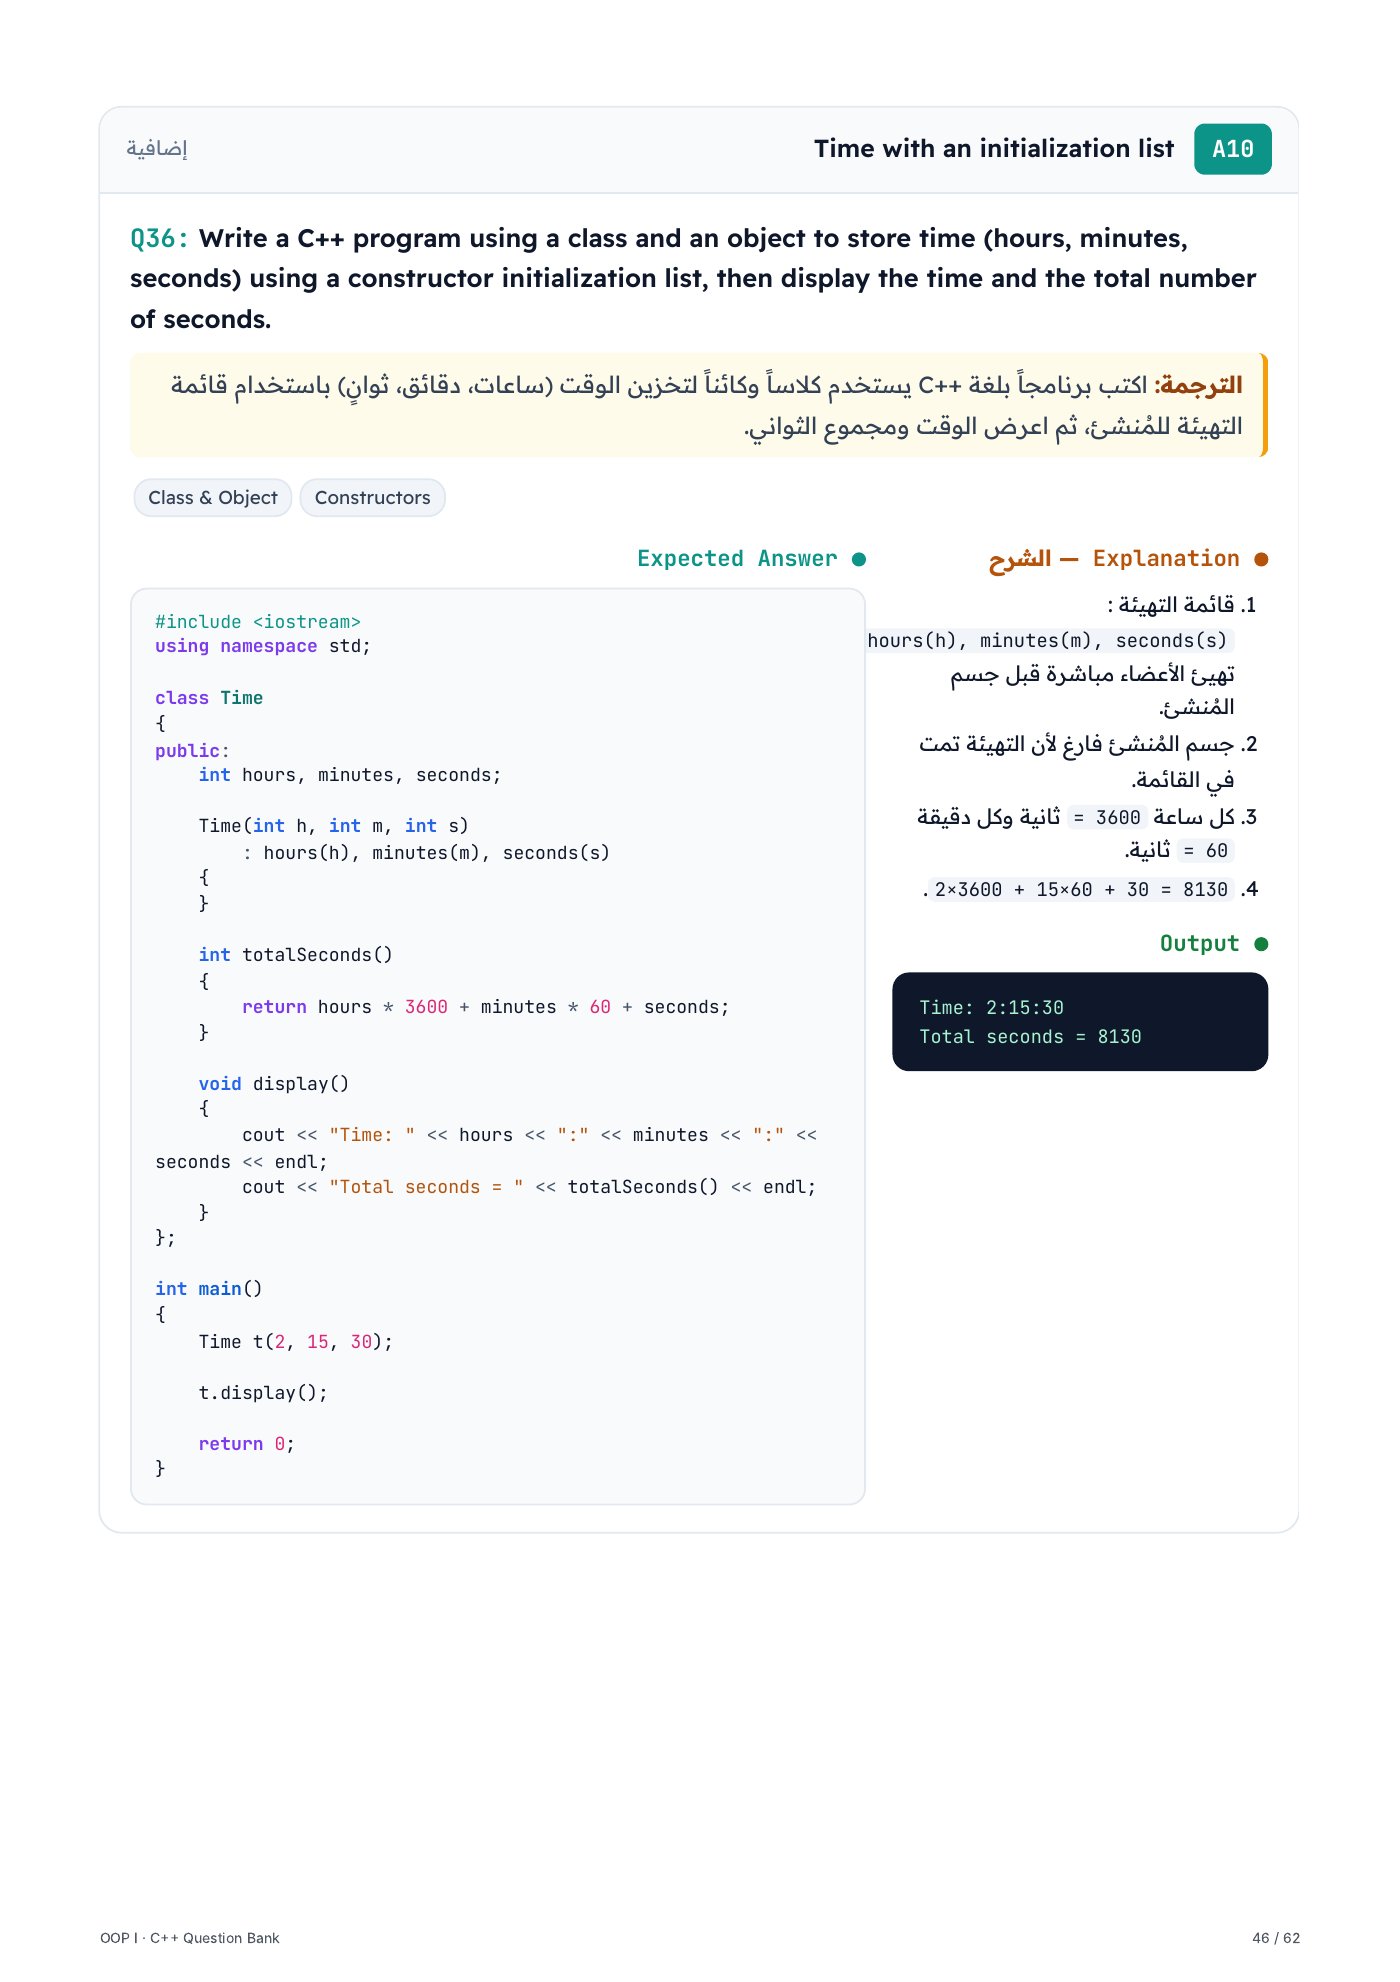 A10 Time with an initialization list إضافية
Q36: Write a C++ program using a class and an object to store time (hours, minutes,
seconds) using a constructor initialization list, then display the time and the total number
of seconds.
الترجمة: اكتب برنامجاً بلغة C++ يستخدم كلاساً وكائناً لتخزين الوقت (ساعات، دقائق، ثوانٍ) باستخدام قائمة
التهيئة للمُنشئ، ثم اعرض الوقت ومجموع الثواني.
Class & Object Constructors
Explanation — الشرح
1. قائمة التهيئة :
hours(h), minutes(m), seconds(s)
تهيئ الأعضاء مباشرة قبل جسم
المُنشئ.
2. جسم المُنشئ فارغ لأن التهيئة تمت
في القائمة.
3. كل ساعة = 3600 ثانية وكل دقيقة
= 60 ثانية.
4. 2×3600 + 15×60 + 30 = 8130.
Output
Time: 2:15:30
Total seconds = 8130
Expected Answer
#include <iostream>
using namespace std;
class Time
{
public:
    int hours, minutes, seconds;
    Time(int h, int m, int s)
        : hours(h), minutes(m), seconds(s)
    {
    }
    int totalSeconds()
    {
        return hours * 3600 + minutes * 60 + seconds;
    }
    void display()
    {
        cout << "Time: " << hours << ":" << minutes << ":" <<
seconds << endl;
        cout << "Total seconds = " << totalSeconds() << endl;
    }
};
int main()
{
    Time t(2, 15, 30);
    t.display();
    return 0;
}
OOP I · C++ Question Bank
46 / 62